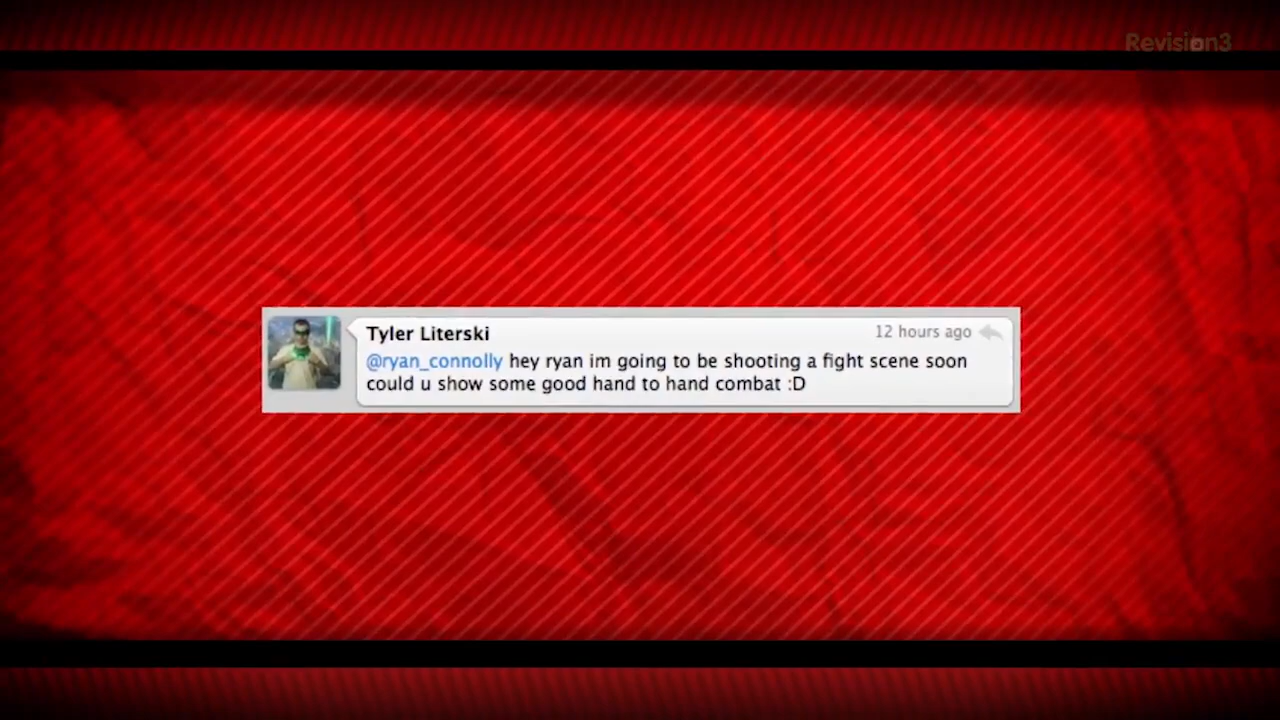 Revision3
Tyler Literski
12 hours ago
@ryan_connolly hey ryan im going to be shooting a fight scene soon
could u show some good hand to hand combat :D